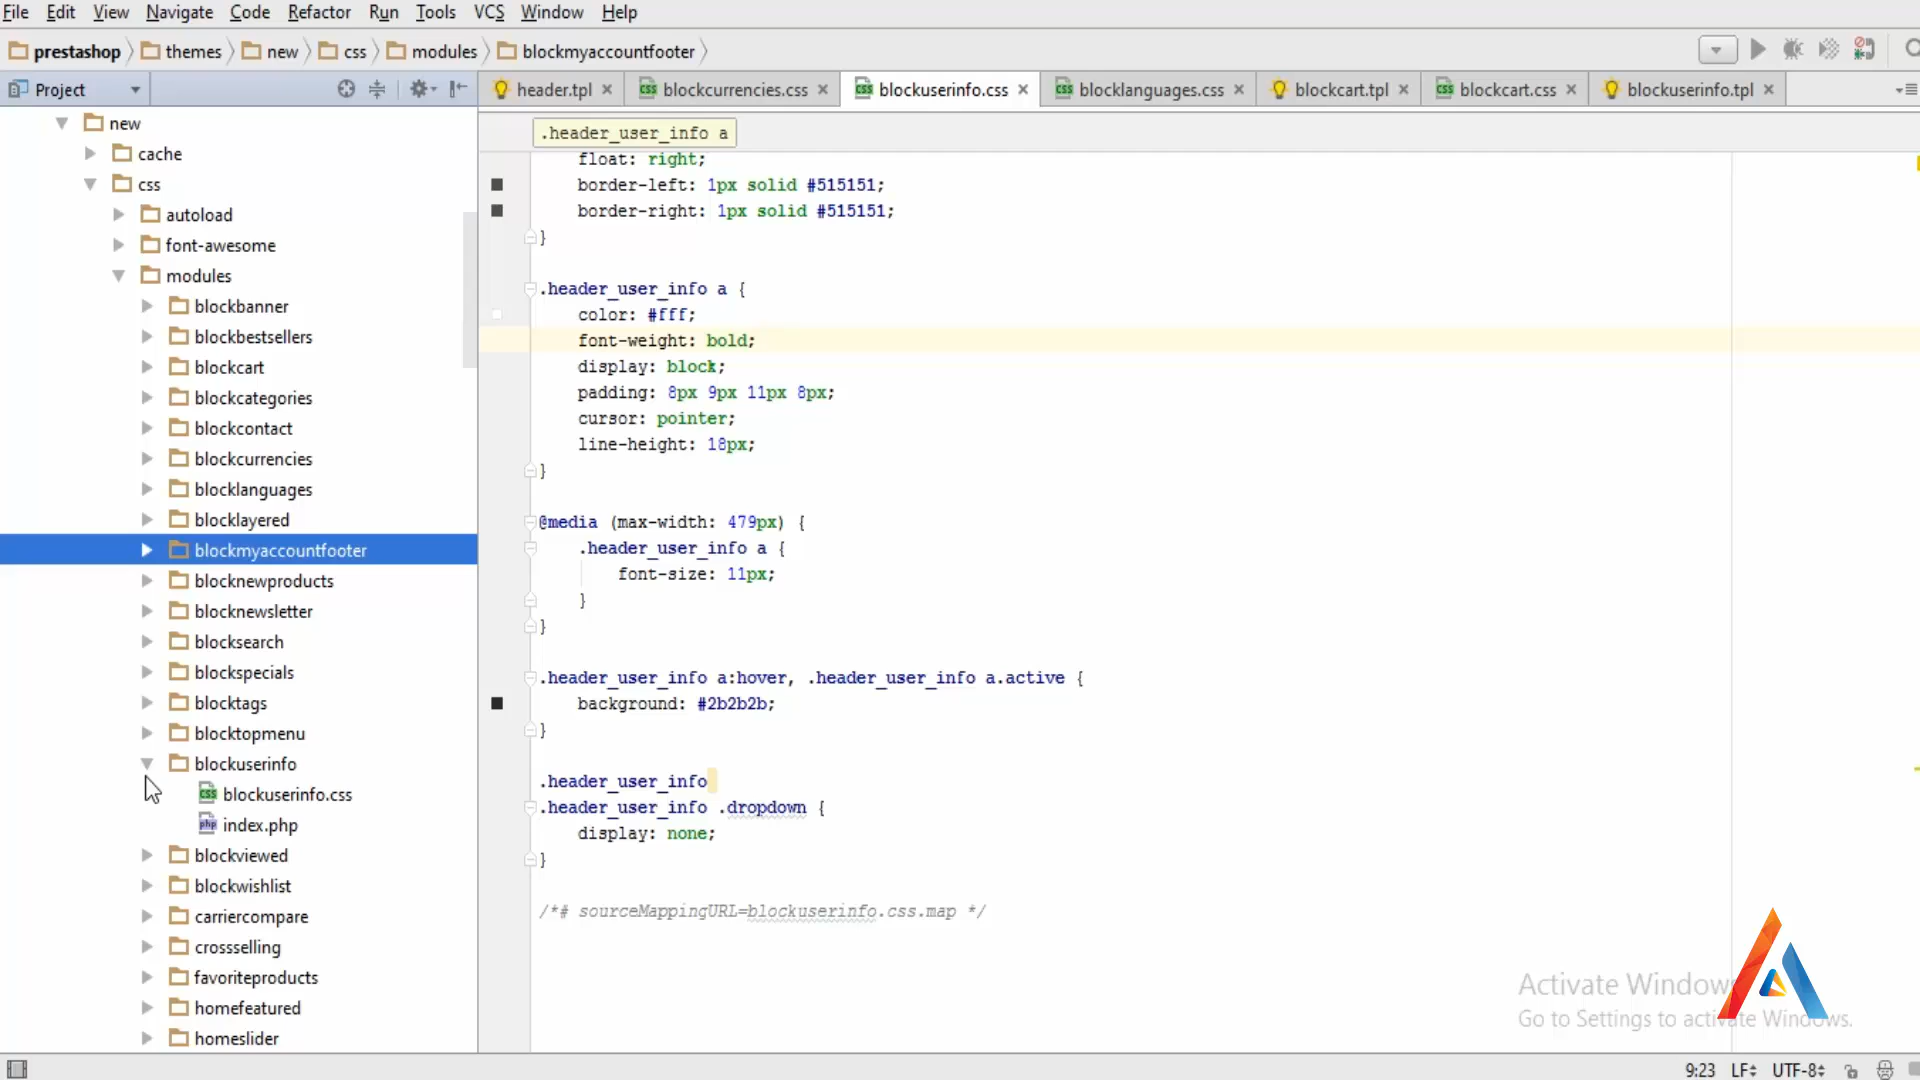 File Edit View Navigate Code Refactor Run Tools VCS Window Help
prestashop themes new css modules blockmyaccountfooter
Project
header.tpl blockcurrencies.css blockuserinfo.css blocklanguages.css blockcart.tpl blockcart.css blockuserinfo.tpl
new
cache
css
autoload
font-awesome
modules
blockbanner
blockbestsellers
blockcart
blockcategories
blockcontact
blockcurrencies
blocklanguages
blocklayered
blockmyaccountfooter
blocknewproducts
blocknewsletter
blocksearch
blockspecials
blocktags
blocktopmenu
blockuserinfo
blockuserinfo.css
index.php
blockviewed
blockwishlist
carriercompare
crossselling
favoriteproducts
homefeatured
homeslider
.header_user_info a
float: right;
border-left: 1px solid #515151;
border-right: 1px solid #515151;
}
.header_user_info a {
color: #fff;
font-weight: bold;
display: block;
padding: 8px 9px 11px 8px;
cursor: pointer;
line-height: 18px;
}
@media (max-width: 479px) {
.header_user_info a {
font-size: 11px;
}
}
.header_user_info a:hover, .header_user_info a.active {
background: #2b2b2b;
}
.header_user_info
.header_user_info .dropdown {
display: none;
}
/*# sourceMappingURL=blockuserinfo.css.map */
Activate Windows
Go to Settings to activate Windows.
9:23 LF UTF-8